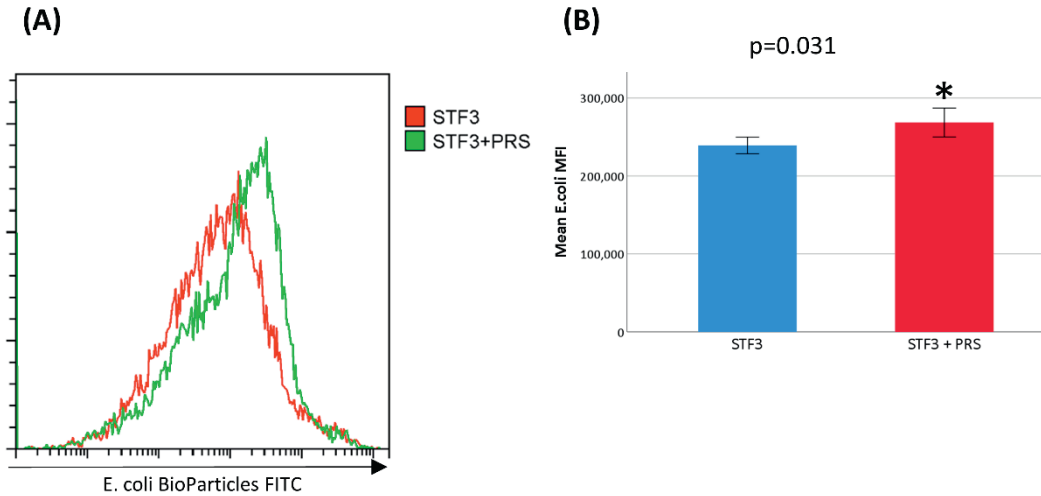 (A)
STF3
STF3+PRS
E. coli BioParticles FITC
(B)
p=0.031
*
Mean E.coli MFI
300,000
200,000
100,000
0
STF3
STF3 + PRS